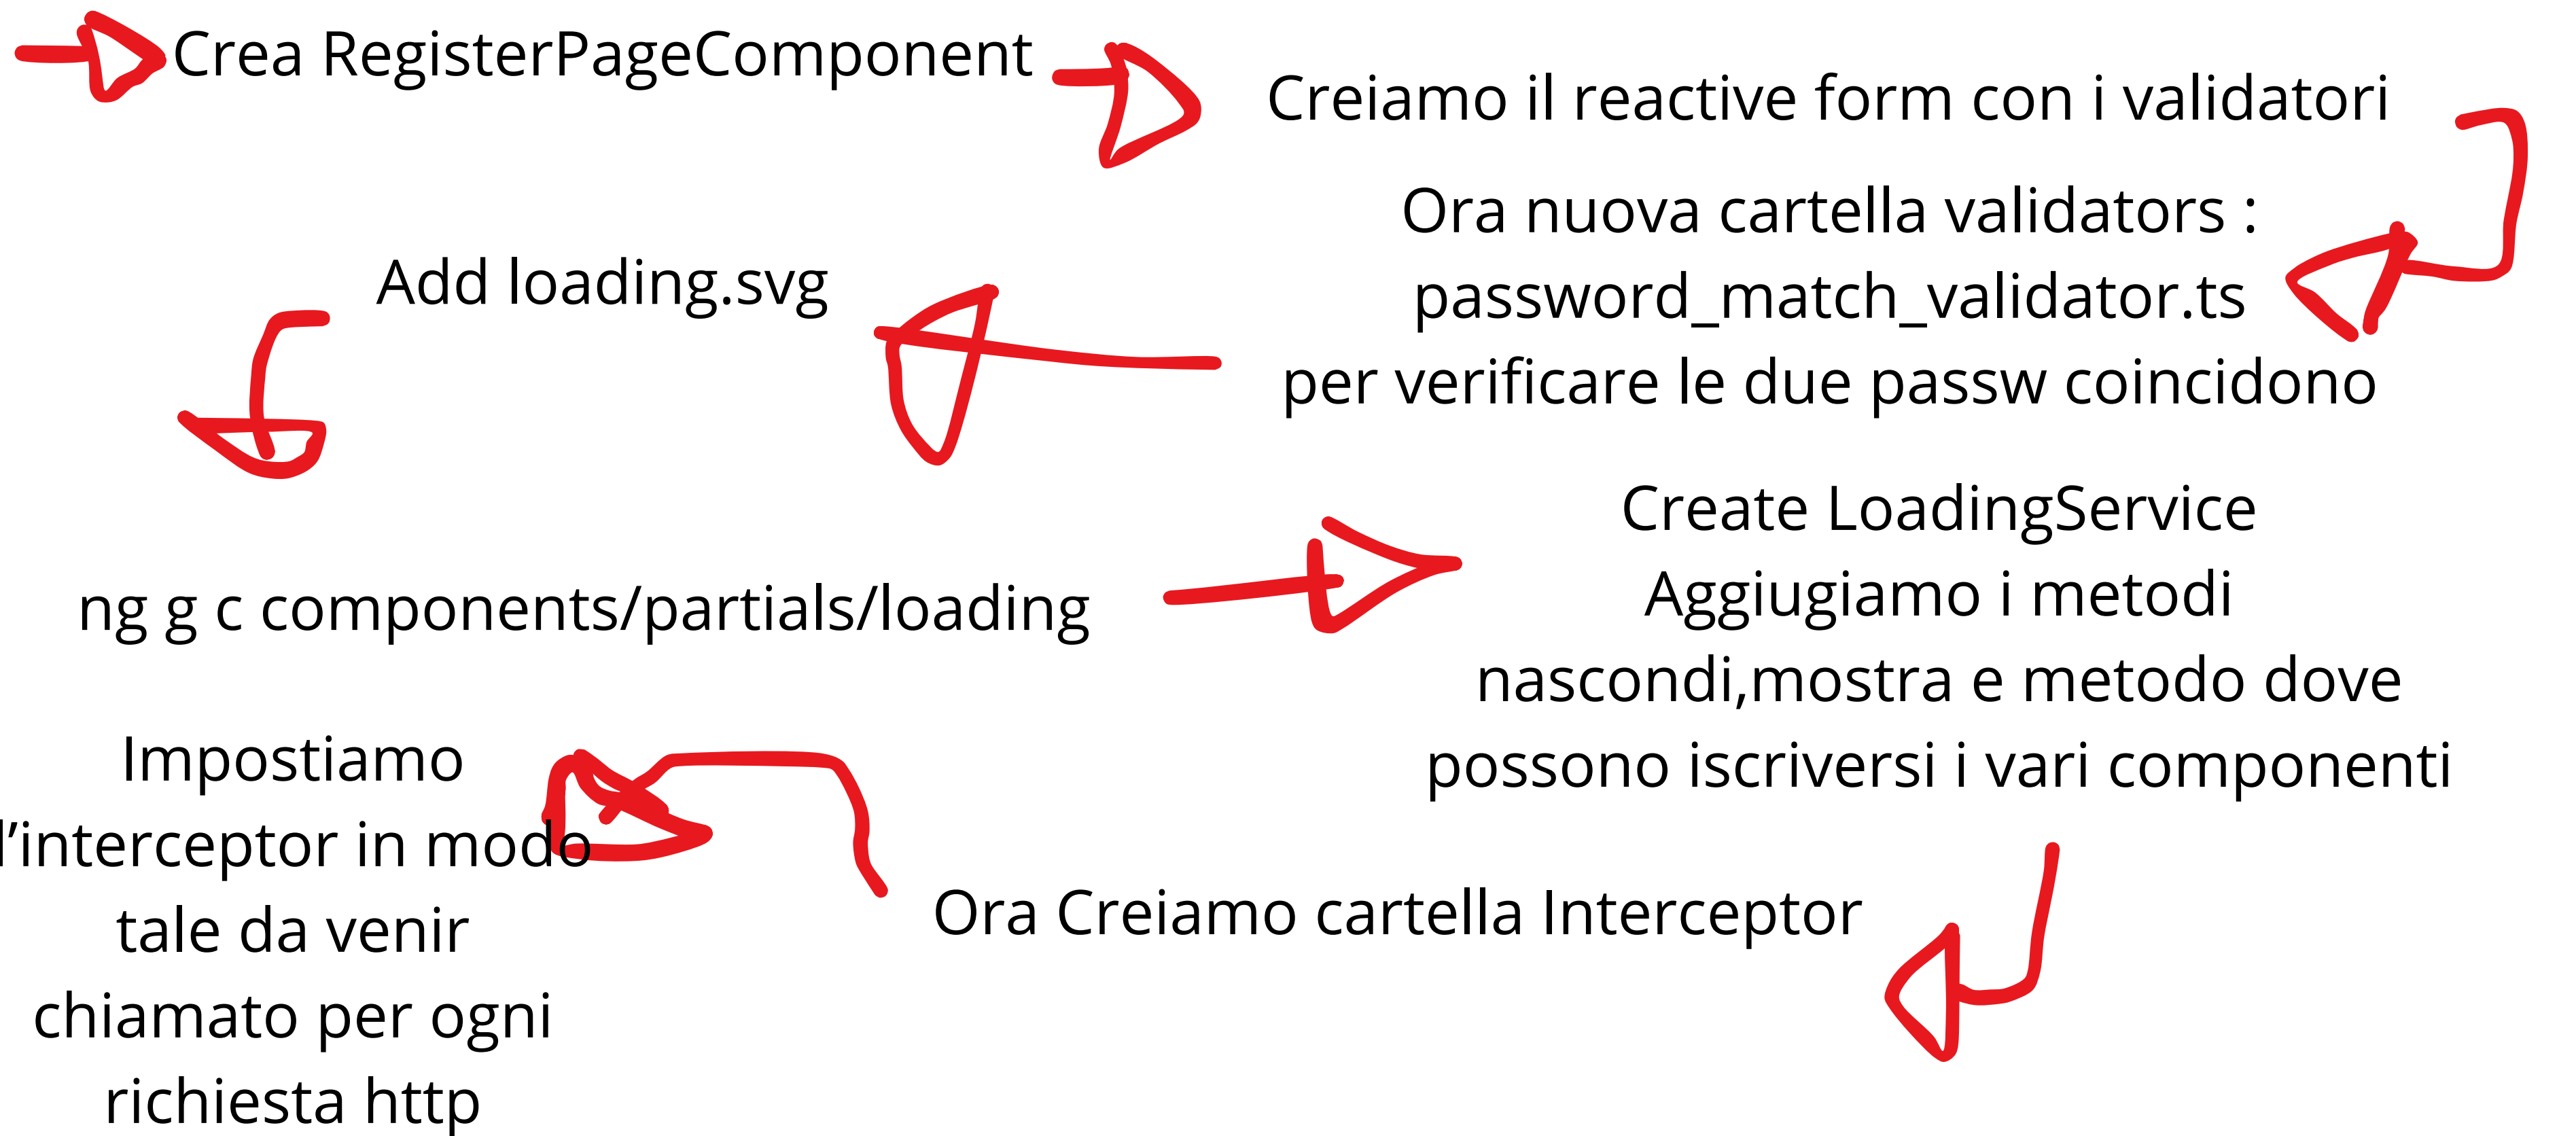 Crea RegisterPageComponent
Creiamo il reactive form con i validatori
Ora nuova cartella validators :
password_match_validator.ts
per verificare le due passw coincidono
Add loading.svg
ng g c components/partials/loading
Create LoadingService
Aggiugiamo i metodi
nascondi,mostra e metodo dove
possono iscriversi i vari componenti
Ora Creiamo cartella Interceptor
Impostiamo
l’interceptor in modo
tale da venir
chiamato per ogni
richiesta http